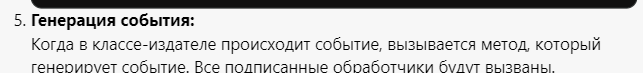 5. Генерация события:
Когда в классе-издателе происходит событие, вызывается метод, который
генерирует событие. Все подписанные обработчики будут вызваны.